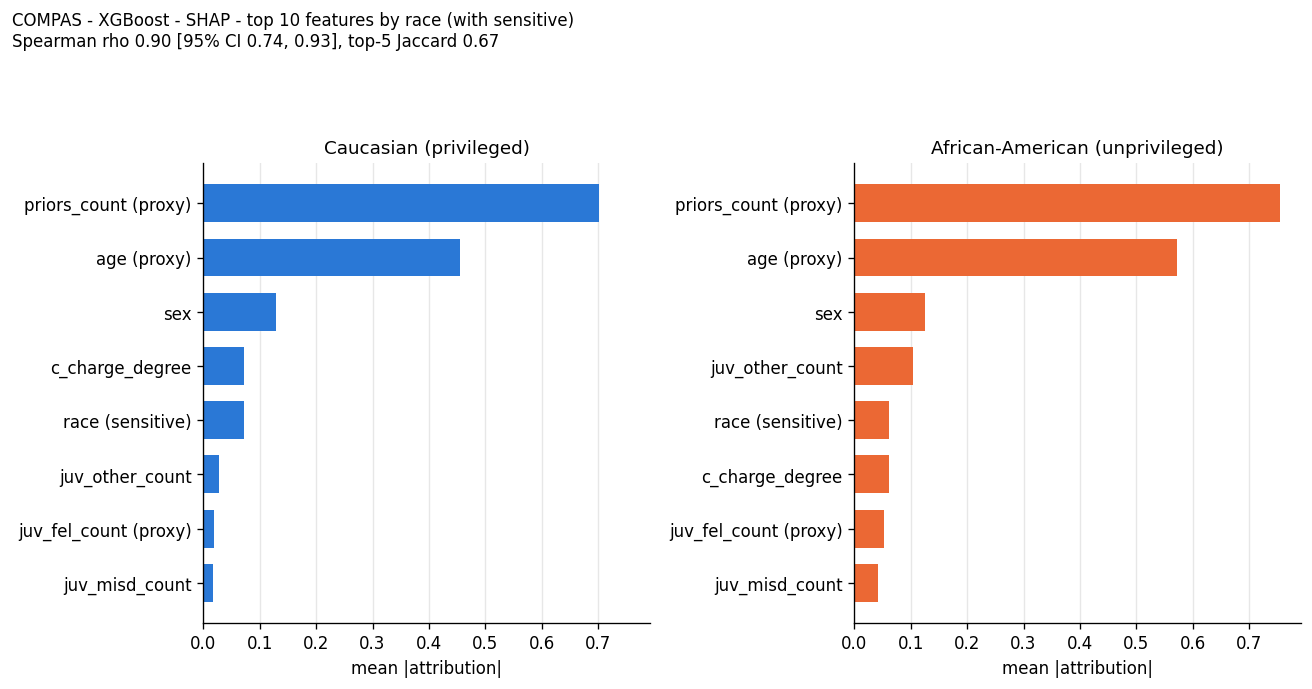 COMPAS - XGBoost - SHAP - top 10 features by race (with sensitive)
Spearman rho 0.90 [95% CI 0.74, 0.93], top-5 Jaccard 0.67
Caucasian (privileged)
priors_count (proxy)
age (proxy)
sex
c_charge_degree
race (sensitive)
juv_other_count
juv_fel_count (proxy)
juv_misd_count
0.0 0.1 0.2 0.3 0.4 0.5 0.6 0.7
mean |attribution|
African-American (unprivileged)
priors_count (proxy)
age (proxy)
sex
juv_other_count
race (sensitive)
c_charge_degree
juv_fel_count (proxy)
juv_misd_count
0.0 0.1 0.2 0.3 0.4 0.5 0.6 0.7
mean |attribution|